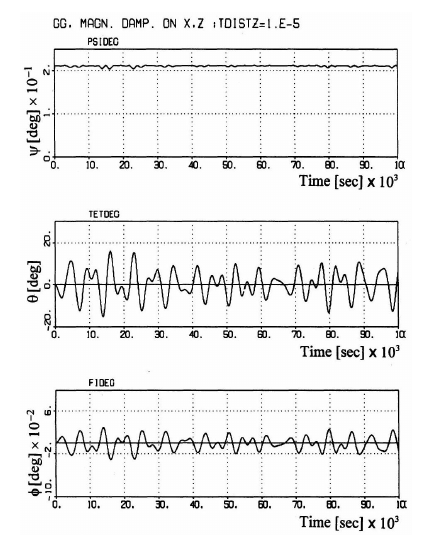 GG. MAGN. DAMP. ON X,Z ;TDISTZ=1.E-5
PSIDEG
ψ [deg] × 10⁻¹
2.
1.
0.
0. 10. 20. 30. 40. 50. 60. 70. 80. 90. 10
Time [sec] x 10³
TETDEG
θ [deg]
20.
0.
-20.
0. 10. 20. 30. 40. 50. 60. 70. 80. 90. 10
Time [sec] x 10³
FIDEG
ϕ [deg] × 10⁻²
6.
-2.
-10.
0. 10. 20. 30. 40. 50. 60. 70. 80. 90. 10
Time [sec] x 10³